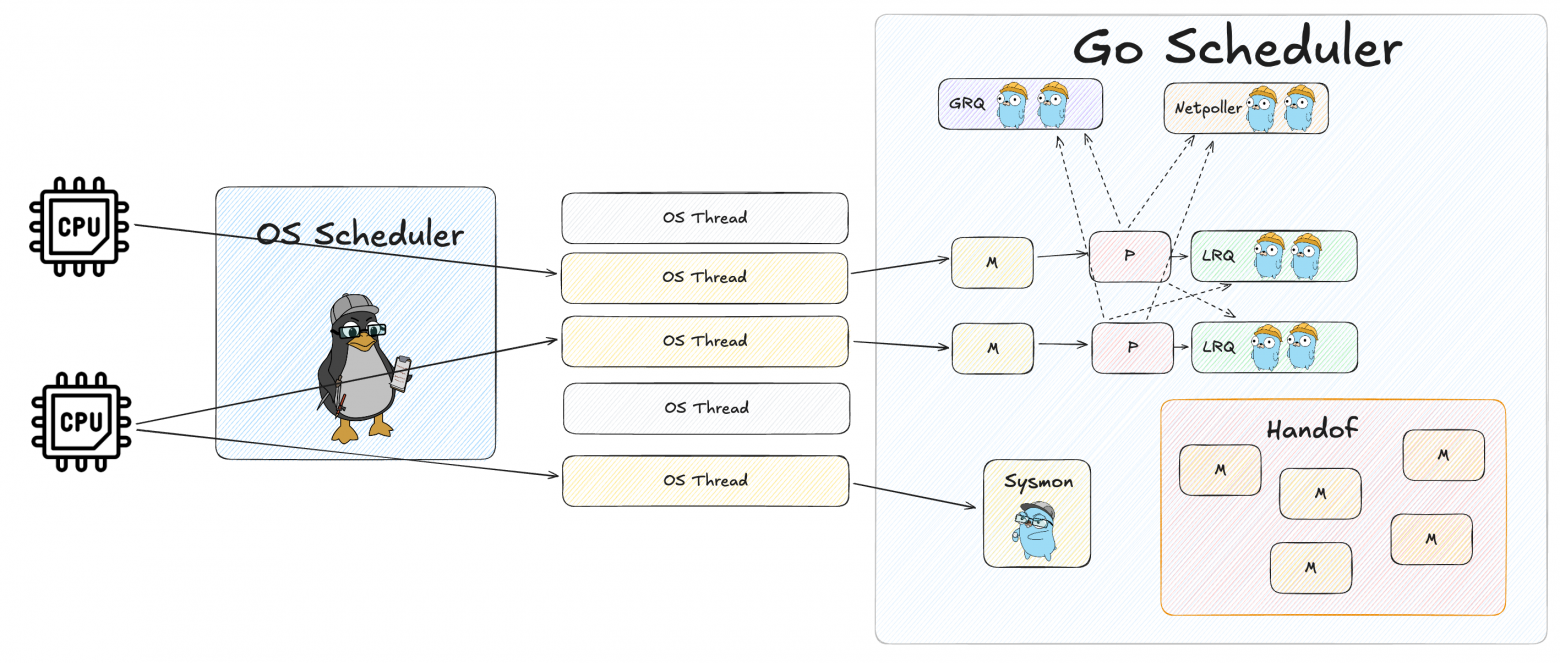 Go Scheduler
GRQ
Netpoller
CPU
OS Scheduler
OS Thread
OS Thread
M
P
LRQ
OS Thread
M
P
LRQ
CPU
OS Thread
Handof
M
M
M
M
M
OS Thread
Sysmon